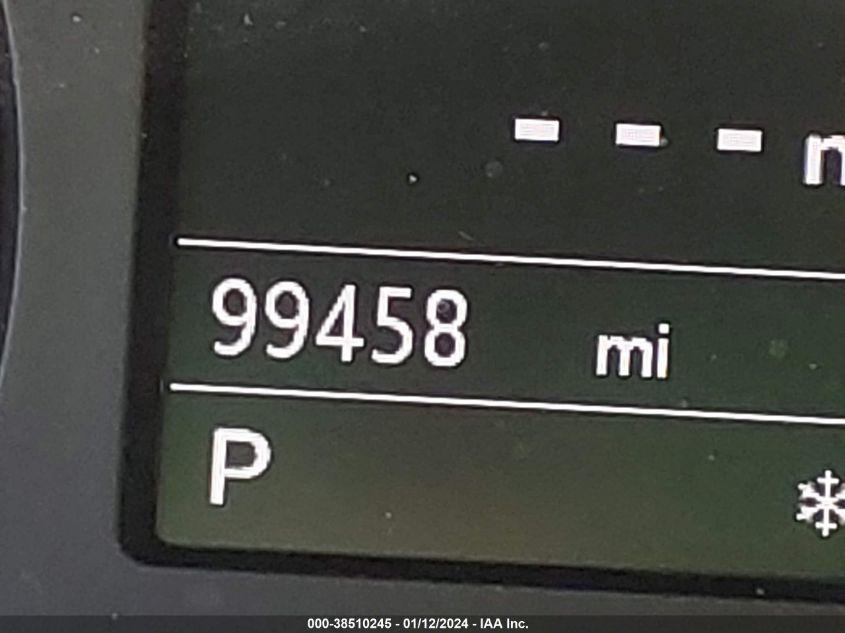 --- m
99458 mi
P
000-38510245 - 01/12/2024 - IAA Inc.